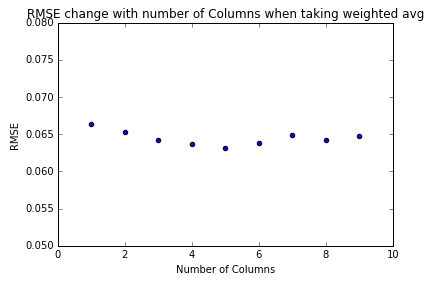 RMSE change with number of Columns when taking weighted avg
0.080
0.075
0.070
0.065
0.060
0.055
0.050
RMSE
0 2 4 6 8 10
Number of Columns